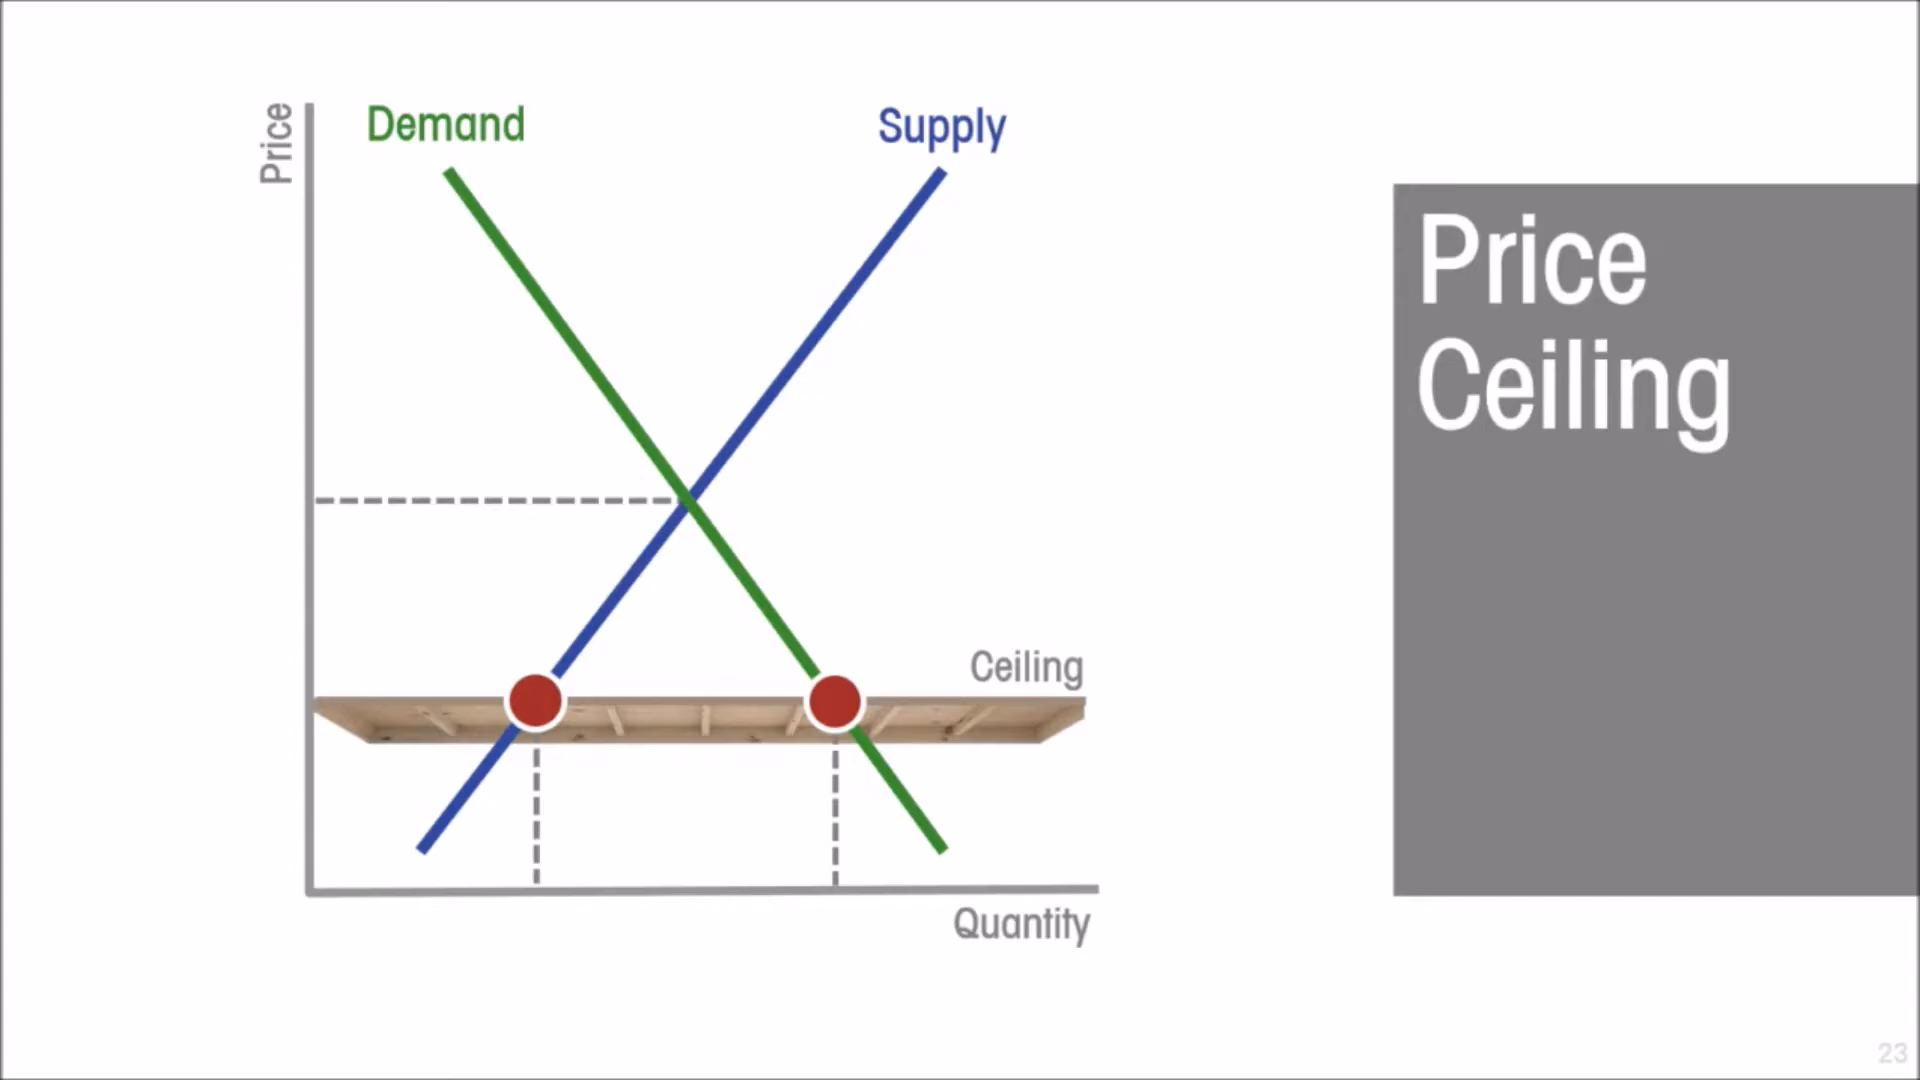 Price
Demand
Supply
Ceiling
Quantity
Price
Ceiling
23